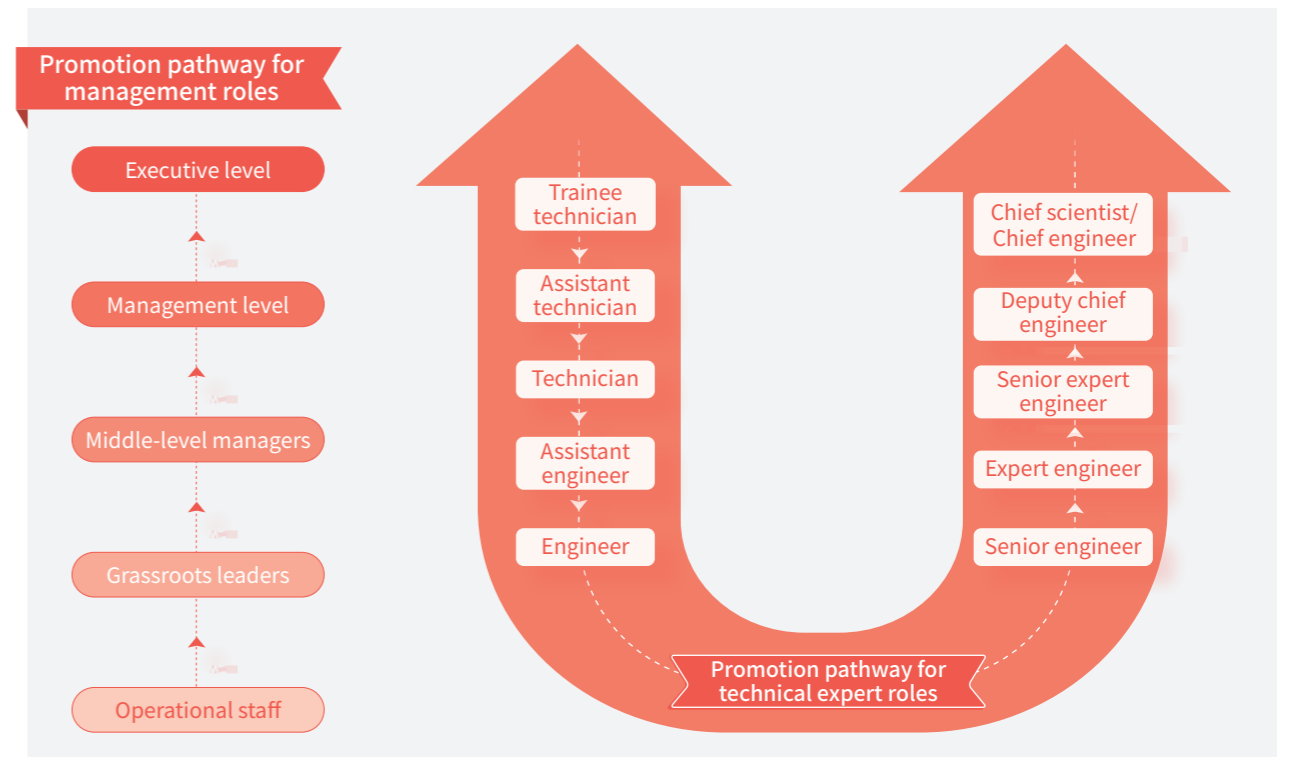 Promotion pathway for
management roles
Executive level
Management level
Middle-level managers
Grassroots leaders
Operational staff
Trainee
technician
Assistant
technician
Technician
Assistant
engineer
Engineer
Promotion pathway for
technical expert roles
Chief scientist/
Chief engineer
Deputy chief
engineer
Senior expert
engineer
Expert engineer
Senior engineer